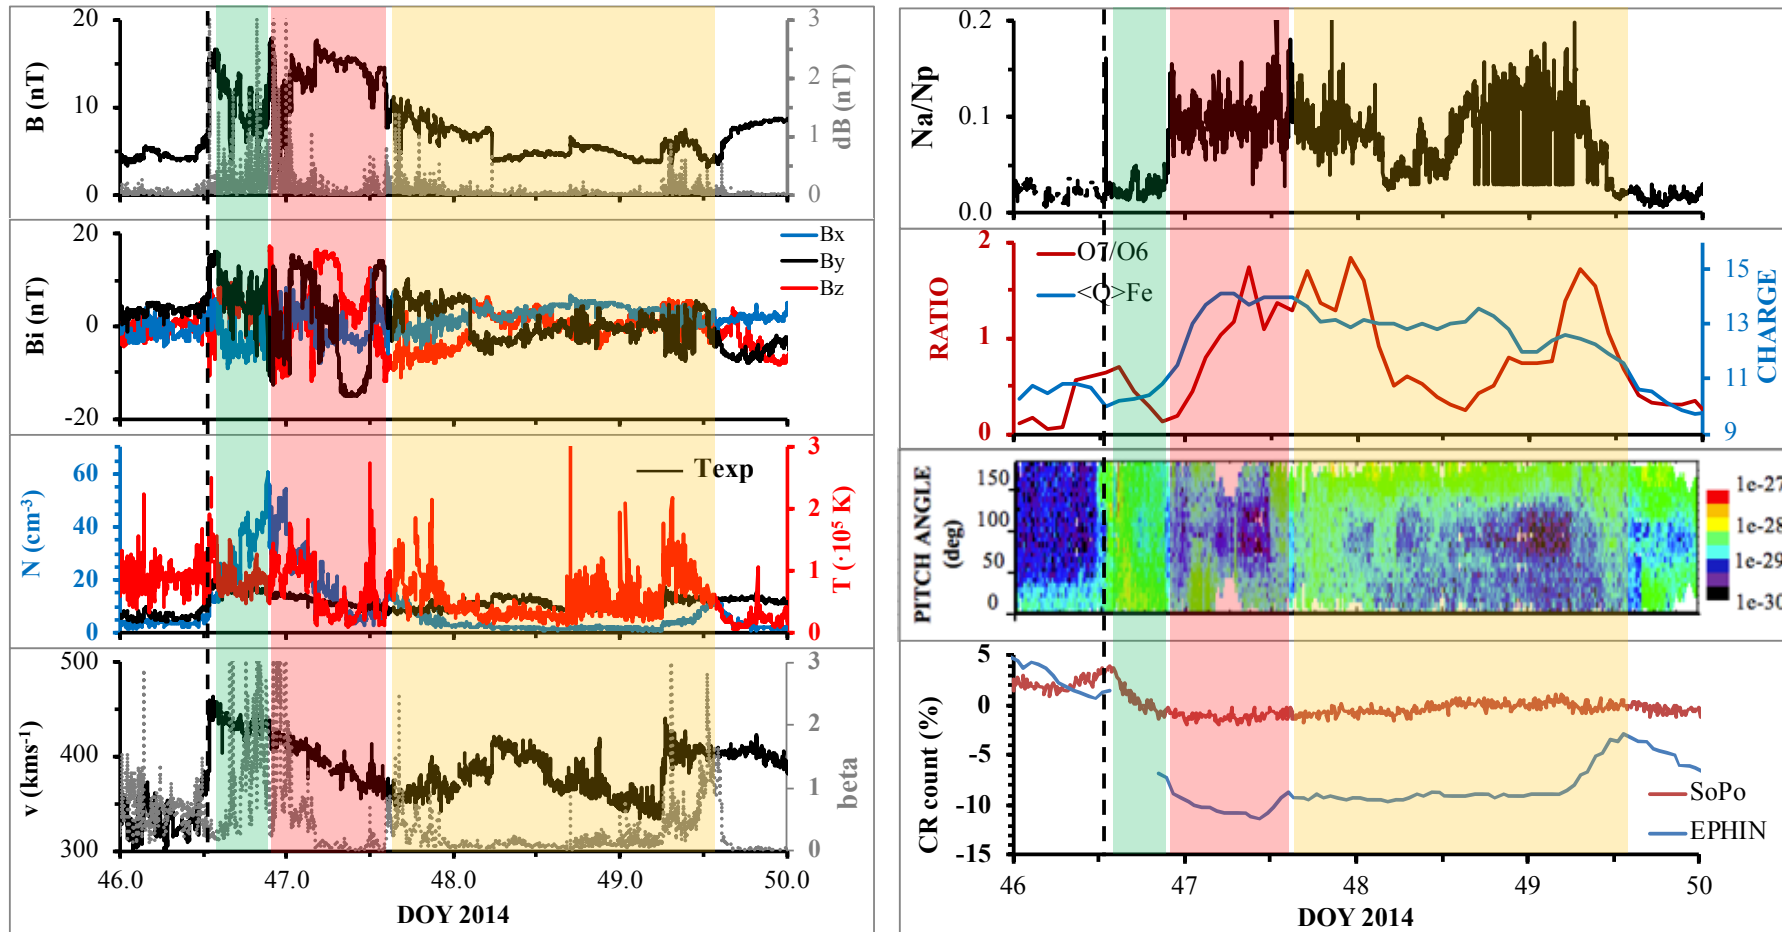 20
10
0
B (nT)
3
2
1
0
dB (nT)
20
0
-20
Bi (nT)
Bx
By
Bz
60
40
20
0
N (cm-3)
Texp
3
2
1
0
T (·10⁵ K)
500
400
300
v (kms-1)
3
2
1
0
beta
46.0 47.0 48.0 49.0 50.0
DOY 2014
0.2
0.1
0.0
Na/Np
2
1
0
RATIO
O7/O6
<Q>Fe
15
13
11
9
CHARGE
150
100
50
0
PITCH ANGLE
(deg)
1e-27
1e-28
1e-29
1e-30
5
0
-5
-10
-15
CR count (%)
SoPo
EPHIN
46 47 48 49 50
DOY 2014